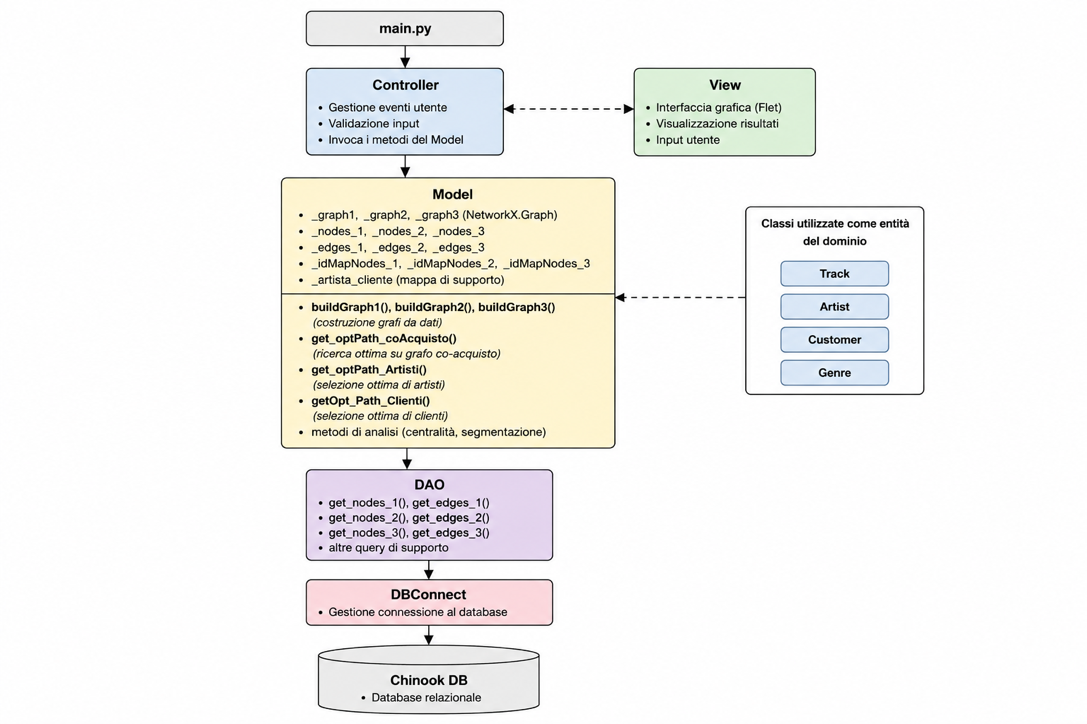 main.py
Controller
• Gestione eventi utente
• Validazione input
• Invoca i metodi del Model
View
• Interfaccia grafica (Flet)
• Visualizzazione risultati
• Input utente
Model
• _graph1, _graph2, _graph3 (NetworkX.Graph)
• _nodes_1, _nodes_2, _nodes_3
• _edges_1, _edges_2, _edges_3
• _idMapNodes_1, _idMapNodes_2, _idMapNodes_3
• _artista_cliente (mappa di supporto)
• buildGraph1(), buildGraph2(), buildGraph3()
(costruzione grafi da dati)
• get_optPath_coAcquisto()
(ricerca ottima su grafo co-acquisto)
• get_optPath_Artisti()
(selezione ottima di artisti)
• getOpt_Path_Clienti()
(selezione ottima di clienti)
• metodi di analisi (centralità, segmentazione)
Classi utilizzate come entità
del dominio
Track
Artist
Customer
Genre
DAO
• get_nodes_1(), get_edges_1()
• get_nodes_2(), get_edges_2()
• get_nodes_3(), get_edges_3()
• altre query di supporto
DBConnect
• Gestione connessione al database
Chinook DB
• Database relazionale